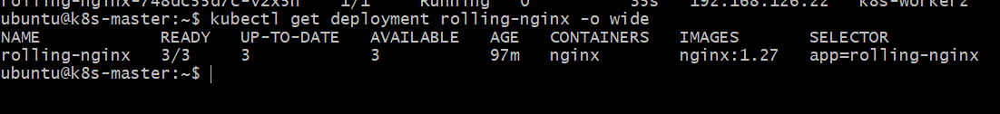 rolling-nginx-748dc55d7c-v2x5n 1/1 Running 0 35s 192.168.126.22 k8s-worker2
ubuntu@k8s-master:~$ kubectl get deployment rolling-nginx -o wide
NAME READY UP-TO-DATE AVAILABLE AGE CONTAINERS IMAGES SELECTOR
rolling-nginx 3/3 3 3 97m nginx nginx:1.27 app=rolling-nginx
ubuntu@k8s-master:~$